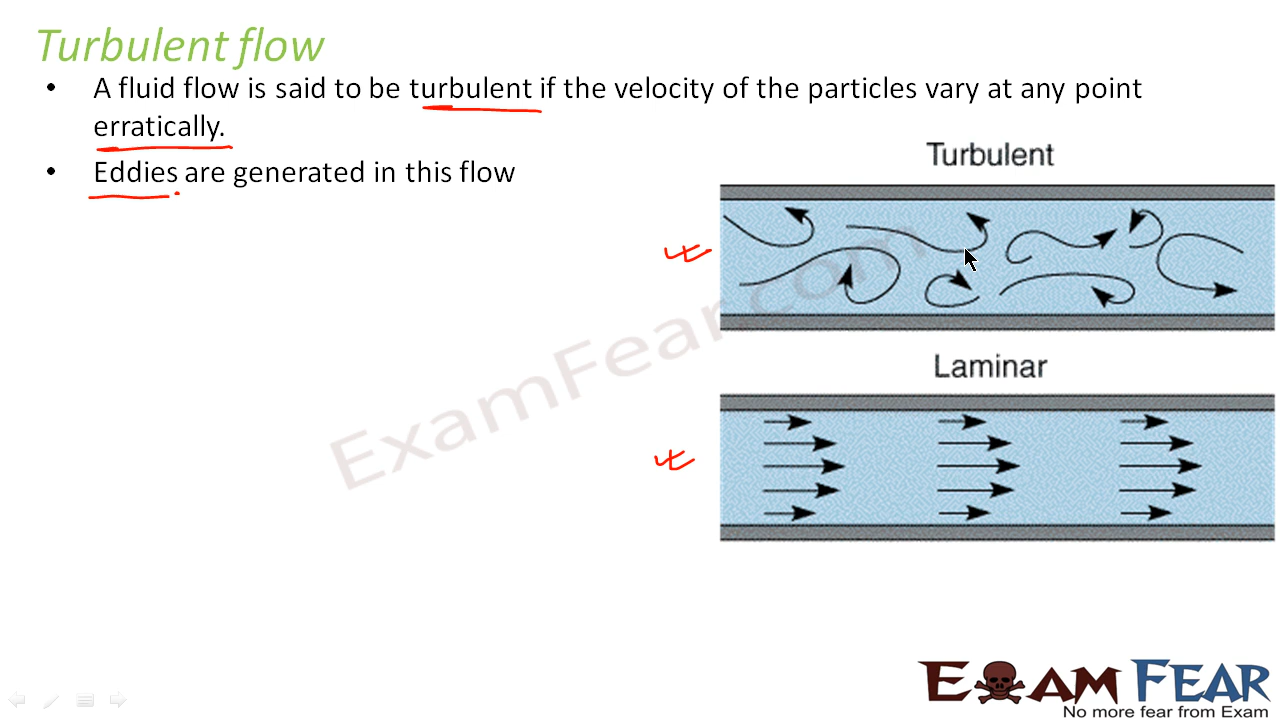 Turbulent flow
• A fluid flow is said to be turbulent if the velocity of the particles vary at any point
erratically.
• Eddies are generated in this flow
Turbulent
Laminar
ExamFear.com
EXAM FEAR
No more fear from Exam